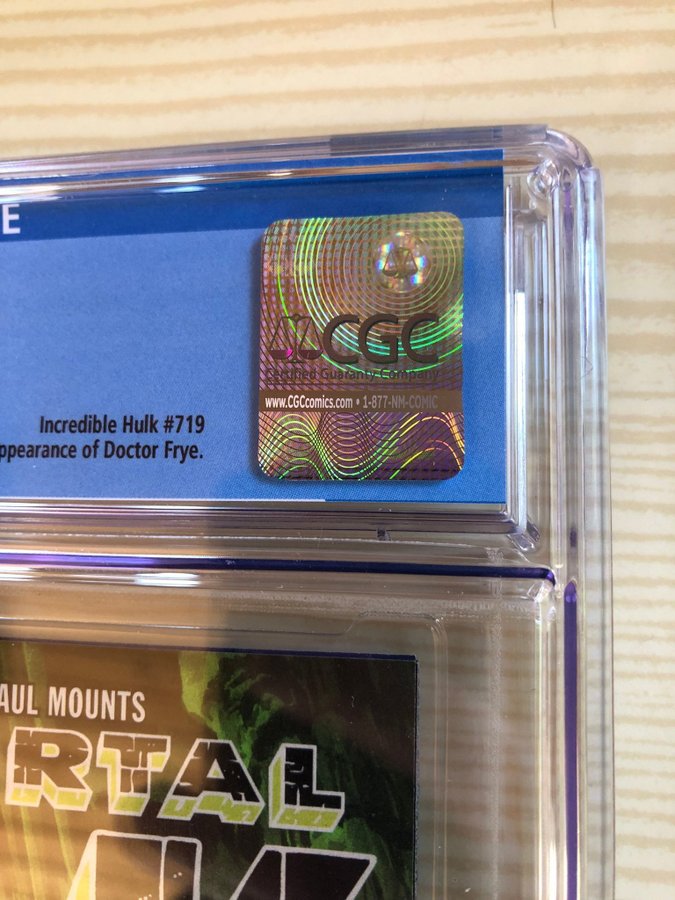 E
CGC
Certified Guaranty Company
www.CGCcomics.com • 1-877-NM-COMIC
Incredible Hulk #719
ppearance of Doctor Frye.
AUL MOUNTS
RTAL